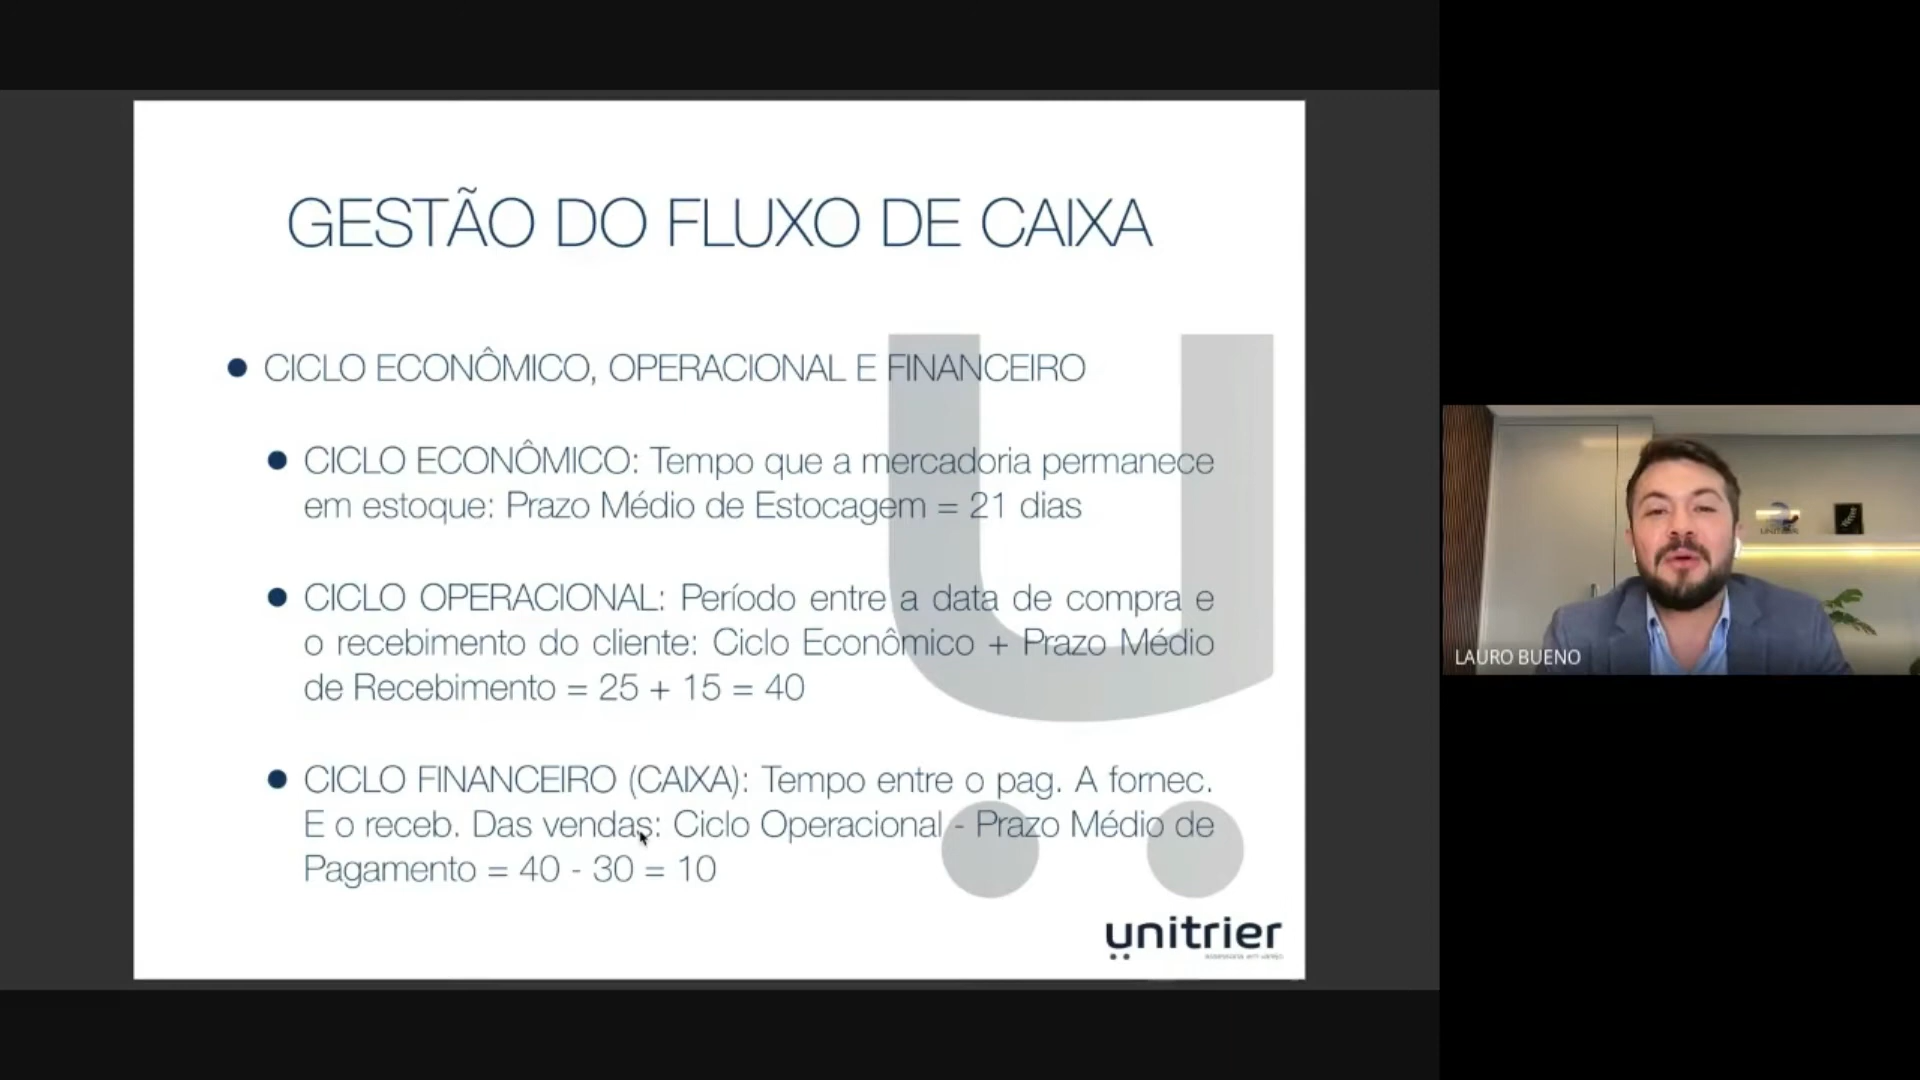 GESTÃO DO FLUXO DE CAIXA
CICLO ECONÔMICO, OPERACIONAL E FINANCEIRO
CICLO ECONÔMICO: Tempo que a mercadoria permanece
em estoque: Prazo Médio de Estocagem = 21 dias
CICLO OPERACIONAL: Período entre a data de compra e
o recebimento do cliente: Ciclo Econômico + Prazo Médio
de Recebimento = 25 + 15 = 40
CICLO FINANCEIRO (CAIXA): Tempo entre o pag. A fornec.
E o receb. Das vendas: Ciclo Operacional - Prazo Médio de
Pagamento = 40 - 30 = 10
unitrier
assessoria em varejo
LAURO BUENO